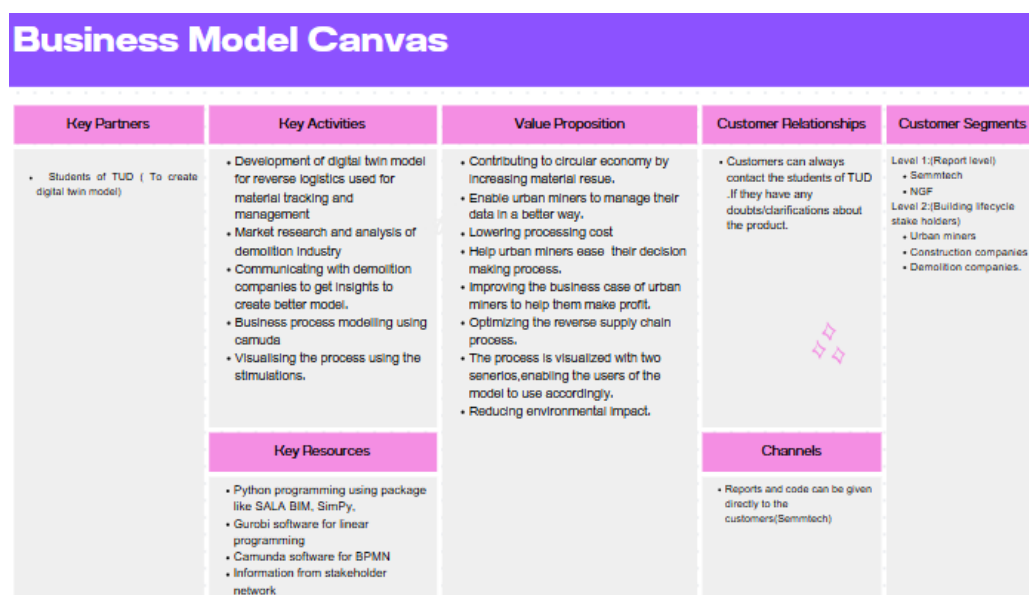 Business Model Canvas
Key Partners
• Students of TUD ( To create
digital twin model)
Key Activities
• Development of digital twin model
for reverse logistics used for
material tracking and
management
• Market research and analysis of
demolition industry
• Communicating with demolition
companies to get insights to
create better model.
• Business process modelling using
camuda
• Visualising the process using the
stimulations.
Key Resources
• Python programming using package
like SALA BIM, SimPy,
• Gurobi software for linear
programming
• Camunda software for BPMN
• Information from stakeholder
network
Value Proposition
• Contributing to circular economy by
increasing material resue.
• Enable urban miners to manage their
data in a better way.
• Lowering processing cost
• Help urban miners ease their decision
making process.
• Improving the business case of urban
miners to help them make profit.
• Optimizing the reverse supply chain
process.
• The process is visualized with two
senerios,enabling the users of the
model to use accordingly.
• Reducing environmental impact.
Customer Relationships
• Customers can always
contact the students of TUD
.If they have any
doubts/clarifications about
the product.
Channels
• Reports and code can be given
directly to the
customers(Semmtech)
Customer Segments
Level 1:(Report level)
• Semmtech
• NGF
Level 2:(Building lifecycle
stake holders)
• Urban miners
• Construction companies
• Demolition companies.